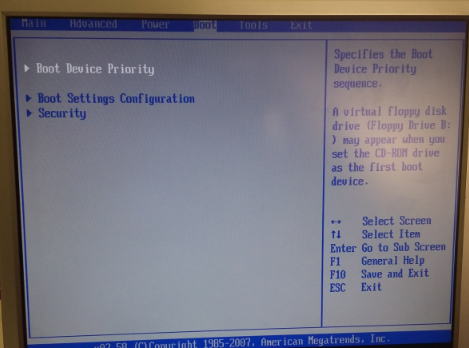 Main Advanced Power Boot Tools Exit
Boot Device Priority
Boot Settings Configuration
Security
Specifies the Boot
Device Priority
sequence.
A virtual floppy disk
drive (Floppy Drive B:
) may appear when you
set the CD-ROM drive
as the first boot
device.
↔ Select Screen
↑↓ Select Item
Enter Go to Sub Screen
F1 General Help
F10 Save and Exit
ESC Exit
v02.58 (C)Copyright 1985-2007, American Megatrends, Inc.